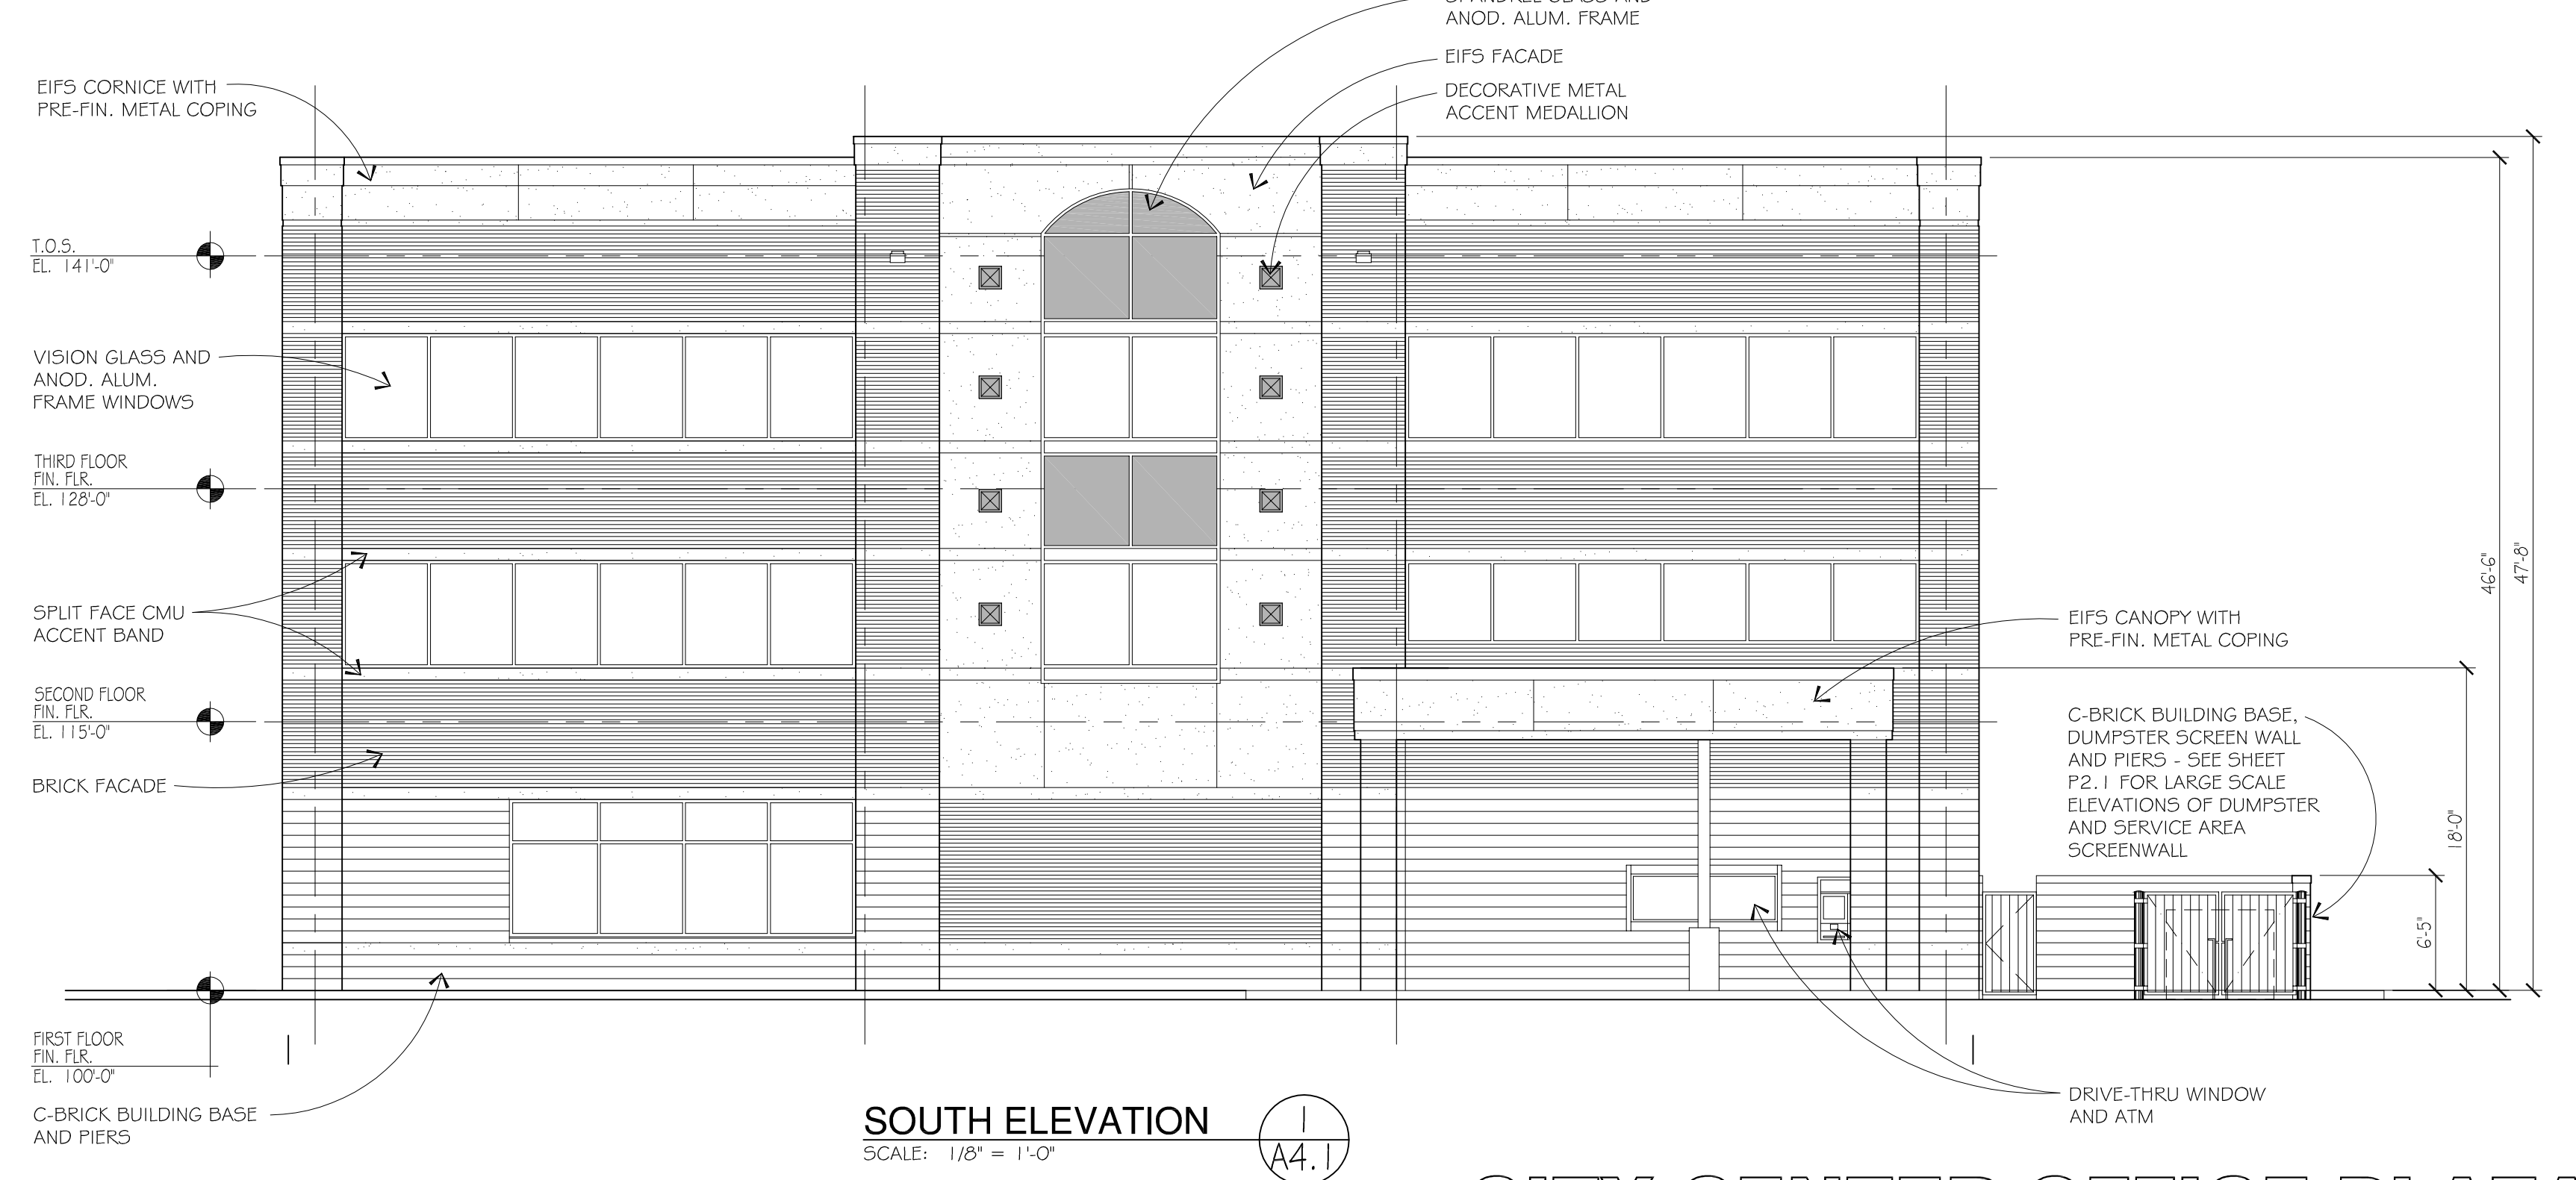 ANOD. ALUM. FRAME
EIFS FACADE
DECORATIVE METAL
ACCENT MEDALLION
EIFS CORNICE WITH
PRE-FIN. METAL COPING
T.O.S.
EL. 141'-0"
VISION GLASS AND
ANOD. ALUM.
FRAME WINDOWS
THIRD FLOOR
FIN. FLR.
EL. 128'-0"
SPLIT FACE CMU
ACCENT BAND
SECOND FLOOR
FIN. FLR.
EL. 115'-0"
BRICK FACADE
FIRST FLOOR
FIN. FLR.
EL. 100'-0"
C-BRICK BUILDING BASE
AND PIERS
46'-6"
47'-8"
EIFS CANOPY WITH
PRE-FIN. METAL COPING
C-BRICK BUILDING BASE,
DUMPSTER SCREEN WALL
AND PIERS - SEE SHEET
P2.1 FOR LARGE SCALE
ELEVATIONS OF DUMPSTER
AND SERVICE AREA
SCREENWALL
18'-0"
6'-5"
DRIVE-THRU WINDOW
AND ATM
SOUTH ELEVATION
SCALE: 1/8" = 1'-0"
1
A4.1